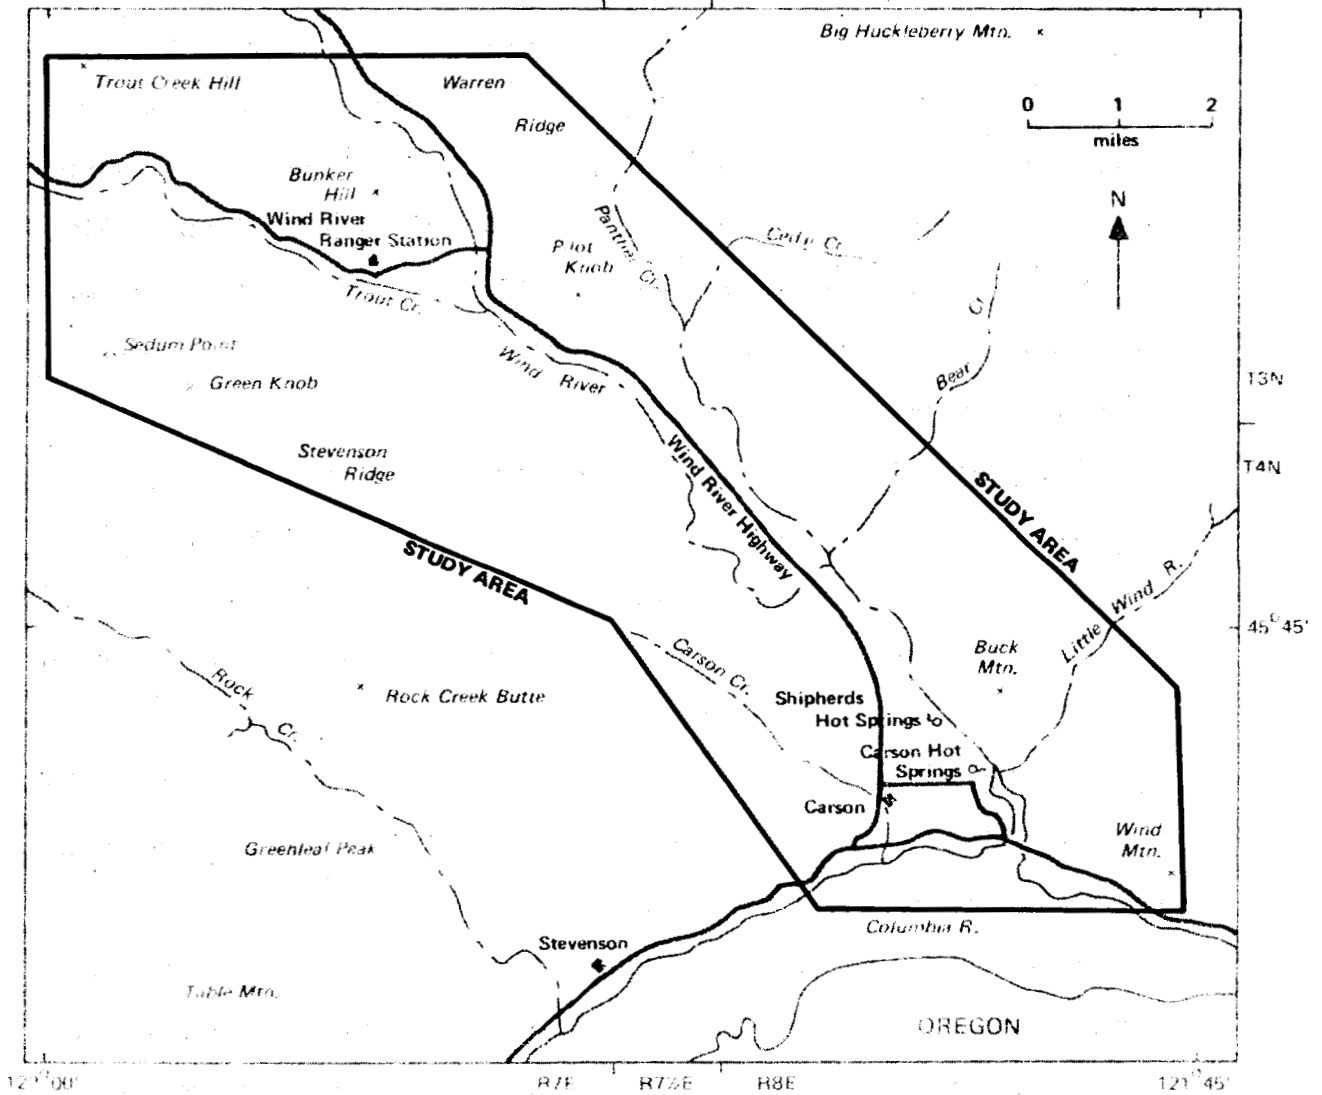 Big Huckleberry Mtn.
Trout Creek Hill
Warren
Ridge
0 1 2
miles
N
Bunker
Hill
Wind River
Ranger Station
Panther Cr.
Cedar Cr.
Pilot
Knob
Trout Cr.
Cr.
Bear
Sedum Point
Green Knob
Wind River
T3N
T4N
Stevenson
Ridge
Wind River Highway
STUDY AREA
STUDY AREA
Little Wind R.
45°45'
Buck
Mtn.
Carson Cr.
Rock
Cr.
Rock Creek Butte
Shipherds
Hot Springs
Carson Hot
Springs
Carson
Wind
Mtn.
Greenleaf Peak
Columbia R.
Stevenson
Table Mtn.
OREGON
R7E
R7½E
R8E
121°45'